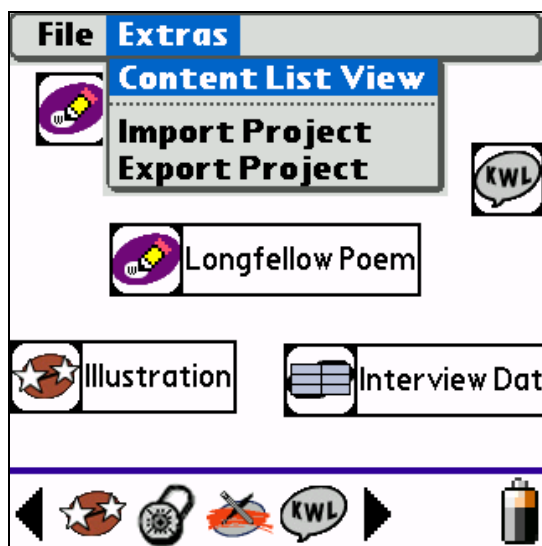 File Extras
Content List View
Import Project
Export Project
KWL
Longfellow Poem
Illustration
Interview Dat
KWL